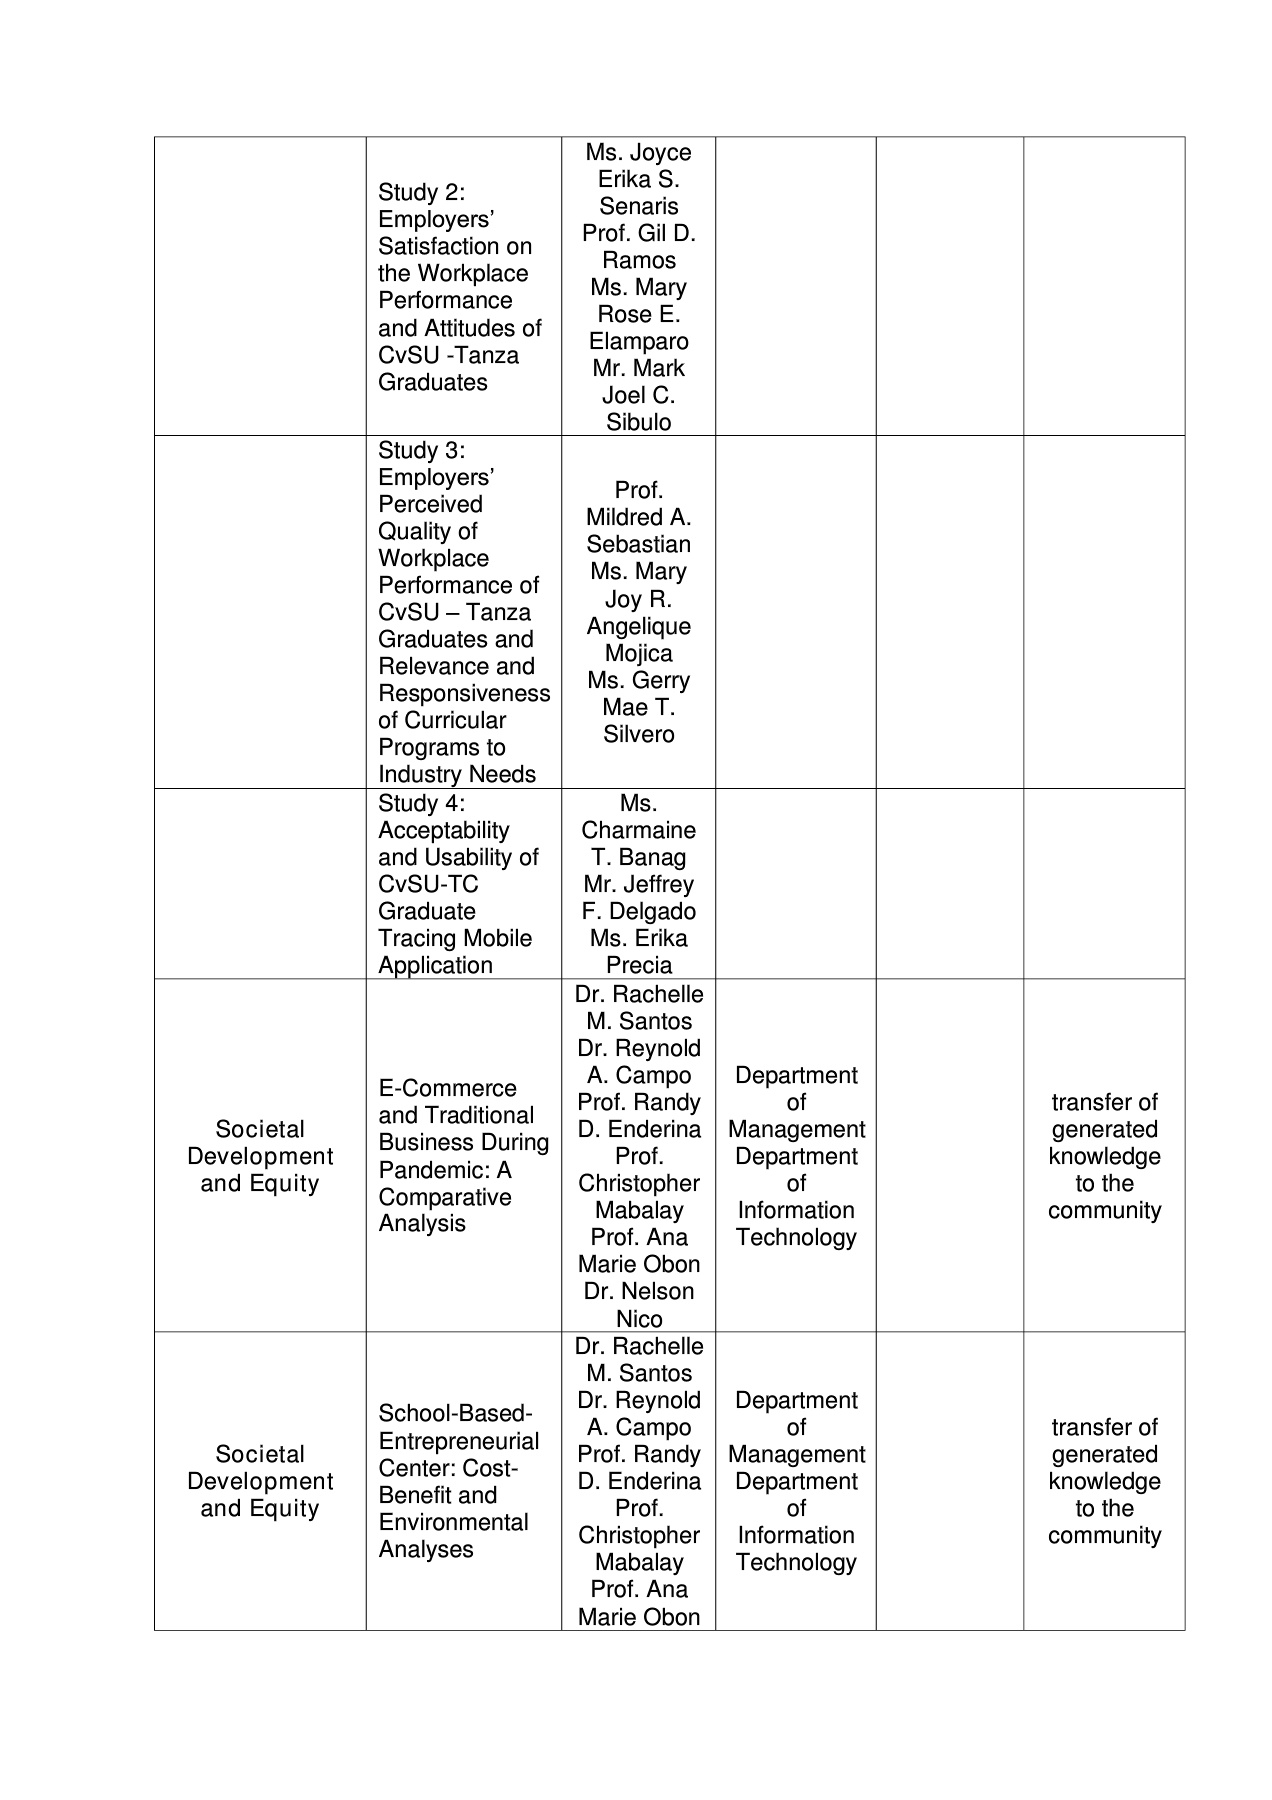 Study 2:
Employers’
Satisfaction on
the Workplace
Performance
and Attitudes of
CvSU -Tanza
Graduates
Ms. Joyce
Erika S.
Senaris
Prof. Gil D.
Ramos
Ms. Mary
Rose E.
Elamparo
Mr. Mark
Joel C.
Sibulo
Study 3:
Employers’
Perceived
Quality of
Workplace
Performance of
CvSU – Tanza
Graduates and
Relevance and
Responsiveness
of Curricular
Programs to
Industry Needs
Prof.
Mildred A.
Sebastian
Ms. Mary
Joy R.
Angelique
Mojica
Ms. Gerry
Mae T.
Silvero
Study 4:
Acceptability
and Usability of
CvSU-TC
Graduate
Tracing Mobile
Application
Ms.
Charmaine
T. Banag
Mr. Jeffrey
F. Delgado
Ms. Erika
Precia
Societal
Development
and Equity
E-Commerce
and Traditional
Business During
Pandemic: A
Comparative
Analysis
Dr. Rachelle
M. Santos
Dr. Reynold
A. Campo
Prof. Randy
D. Enderina
Prof.
Christopher
Mabalay
Prof. Ana
Marie Obon
Dr. Nelson
Nico
Department
of
Management
Department
of
Information
Technology
transfer of
generated
knowledge
to the
community
Societal
Development
and Equity
School-Based-
Entrepreneurial
Center: Cost-
Benefit and
Environmental
Analyses
Dr. Rachelle
M. Santos
Dr. Reynold
A. Campo
Prof. Randy
D. Enderina
Prof.
Christopher
Mabalay
Prof. Ana
Marie Obon
Department
of
Management
Department
of
Information
Technology
transfer of
generated
knowledge
to the
community